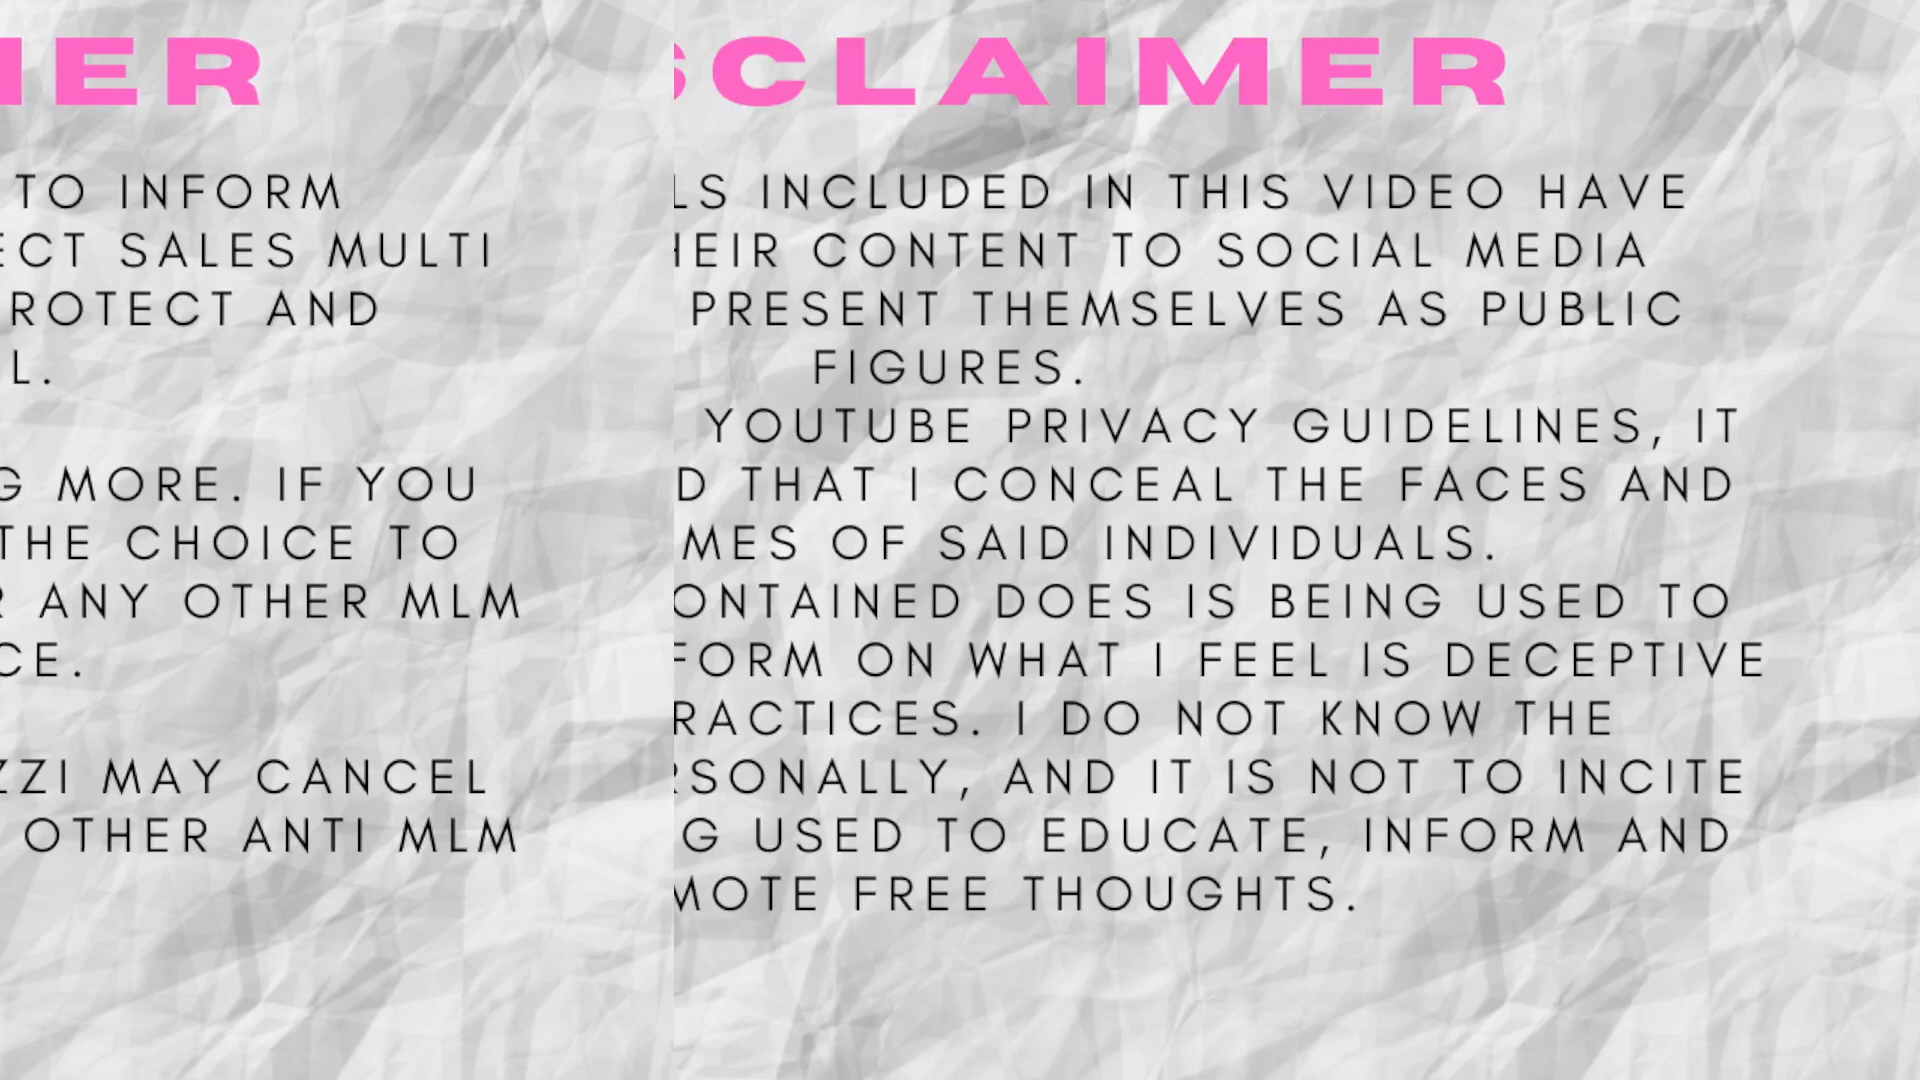 IER
TO INFORM
ECT SALES MULTI
ROTECT AND
L.
G MORE. IF YOU
THE CHOICE TO
R ANY OTHER MLM
CE.
ZZI MAY CANCEL
OTHER ANTI MLM
SCLAIMER
LS INCLUDED IN THIS VIDEO HAVE
HEIR CONTENT TO SOCIAL MEDIA
PRESENT THEMSELVES AS PUBLIC
FIGURES.
YOUTUBE PRIVACY GUIDELINES, IT
D THAT I CONCEAL THE FACES AND
MES OF SAID INDIVIDUALS.
ONTAINED DOES IS BEING USED TO
FORM ON WHAT I FEEL IS DECEPTIVE
RACTICES. I DO NOT KNOW THE
RSONALLY, AND IT IS NOT TO INCITE
G USED TO EDUCATE, INFORM AND
MOTE FREE THOUGHTS.